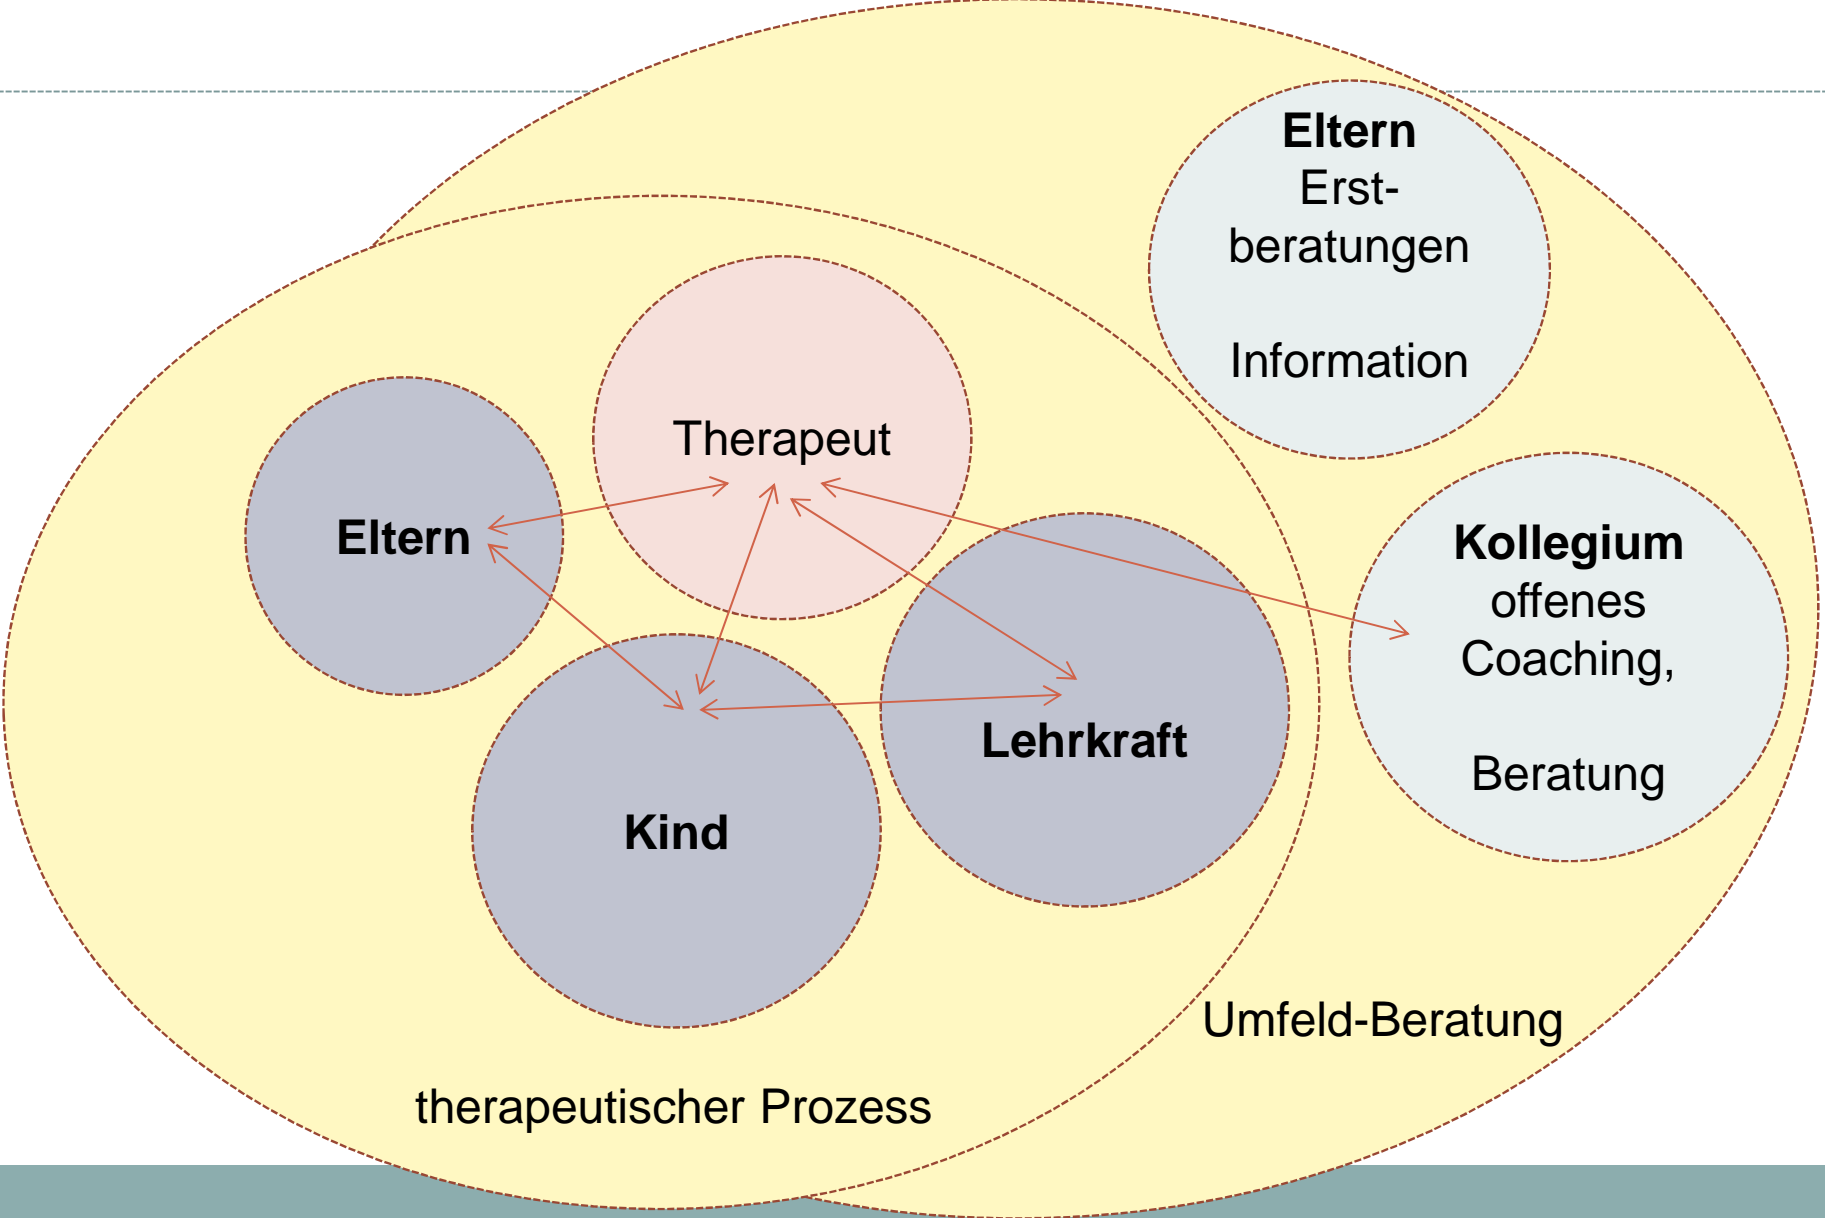 Eltern
Erst-
beratungen
Information
Therapeut
Eltern
Kollegium
offenes
Coaching,
Beratung
Lehrkraft
Kind
Umfeld-Beratung
therapeutischer Prozess